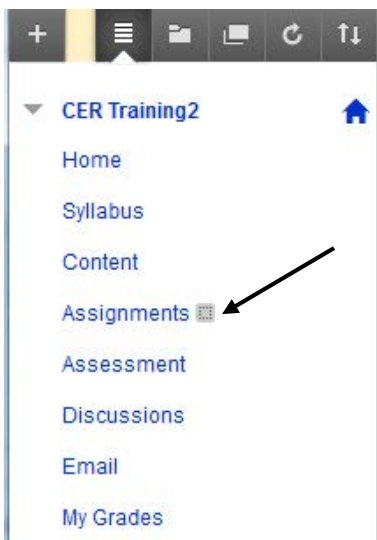 CER Training2
Home
Syllabus
Content
Assignments
Assessment
Discussions
Email
My Grades